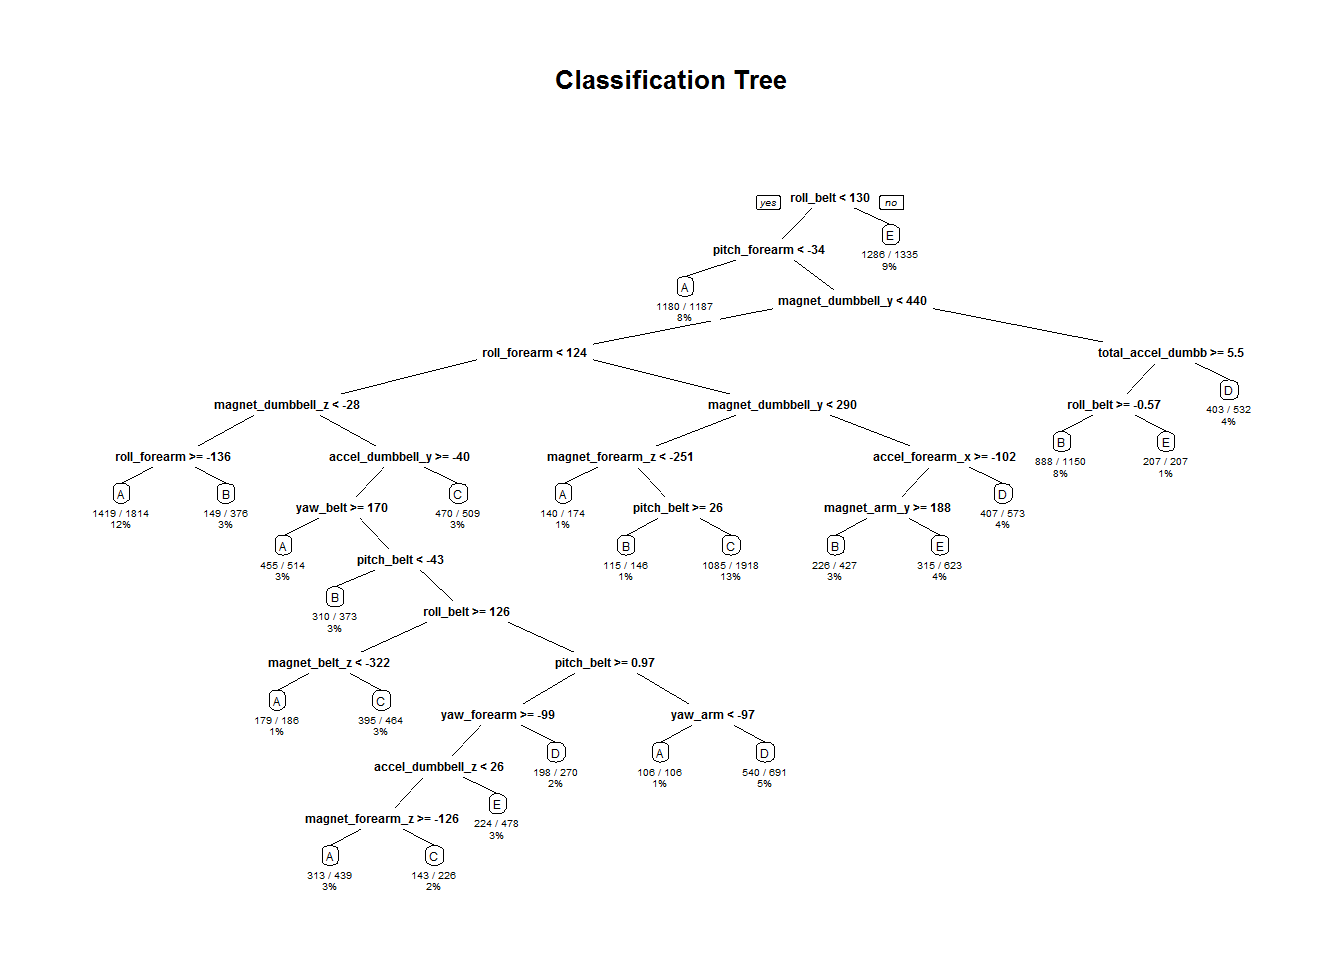 Classification Tree
yes
roll_belt < 130
no
E
1286 / 1335
9%
pitch_forearm < -34
A
1180 / 1187
8%
magnet_dumbbell_y < 440
roll_forearm < 124
total_accel_dumbb >= 5.5
D
403 / 532
4%
magnet_dumbbell_z < -28
magnet_dumbbell_y < 290
roll_belt >= -0.57
B
888 / 1150
8%
E
207 / 207
1%
roll_forearm >= -136
accel_dumbbell_y >= -40
magnet_forearm_z < -251
accel_forearm_x >= -102
A
1419 / 1814
12%
B
149 / 376
3%
C
470 / 509
3%
A
140 / 174
1%
D
407 / 573
4%
yaw_belt >= 170
pitch_belt >= 26
magnet_arm_y >= 188
A
455 / 514
3%
B
115 / 146
1%
C
1085 / 1918
13%
B
226 / 427
3%
E
315 / 623
4%
pitch_belt < -43
B
310 / 373
3%
roll_belt >= 126
magnet_belt_z < -322
pitch_belt >= 0.97
A
179 / 186
1%
C
395 / 464
3%
yaw_forearm >= -99
yaw_arm < -97
D
198 / 270
2%
A
106 / 106
1%
D
540 / 691
5%
accel_dumbbell_z < 26
E
224 / 478
3%
magnet_forearm_z >= -126
A
313 / 439
3%
C
143 / 226
2%